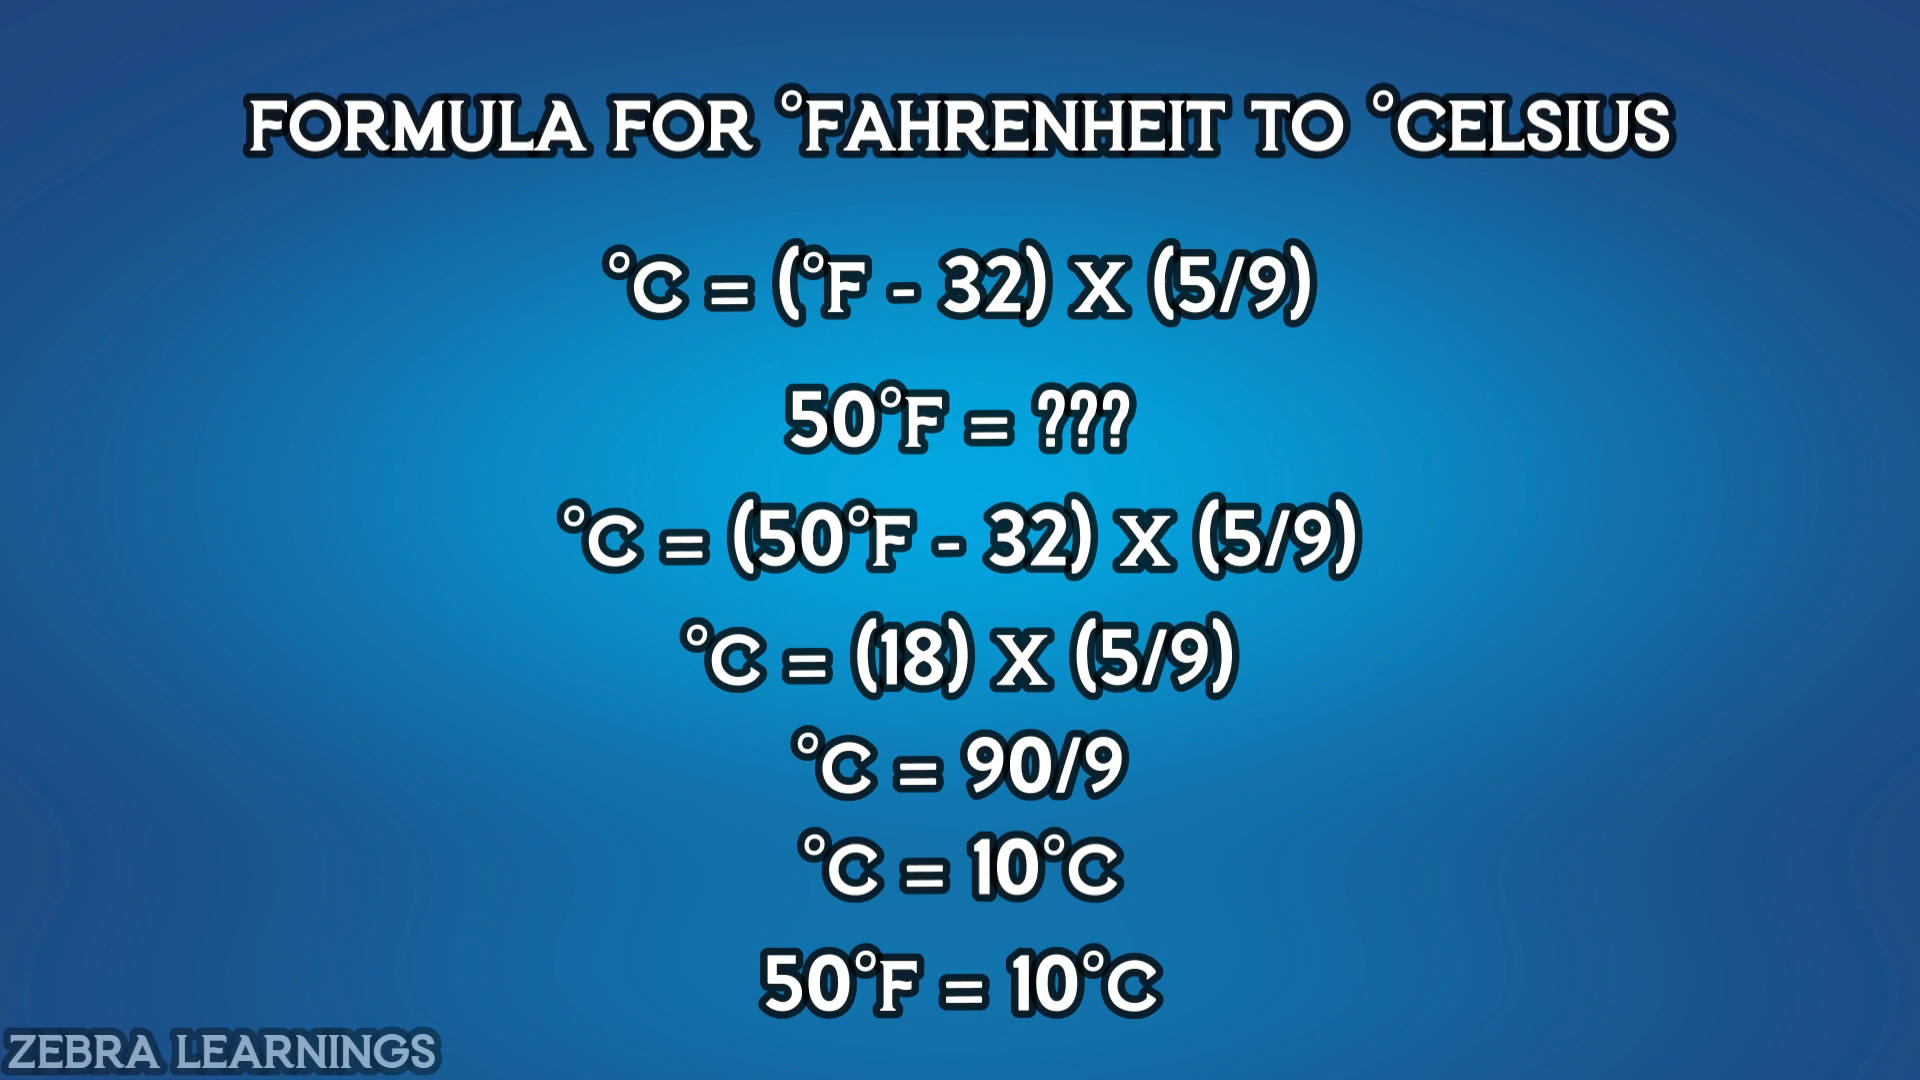 FORMULA FOR °FAHRENHEIT TO °CELSIUS
°C = (°F - 32) X (5/9)
50°F = ???
°C = (50°F - 32) X (5/9)
°C = (18) X (5/9)
°C = 90/9
°C = 10°C
50°F = 10°C
ZEBRA LEARNINGS